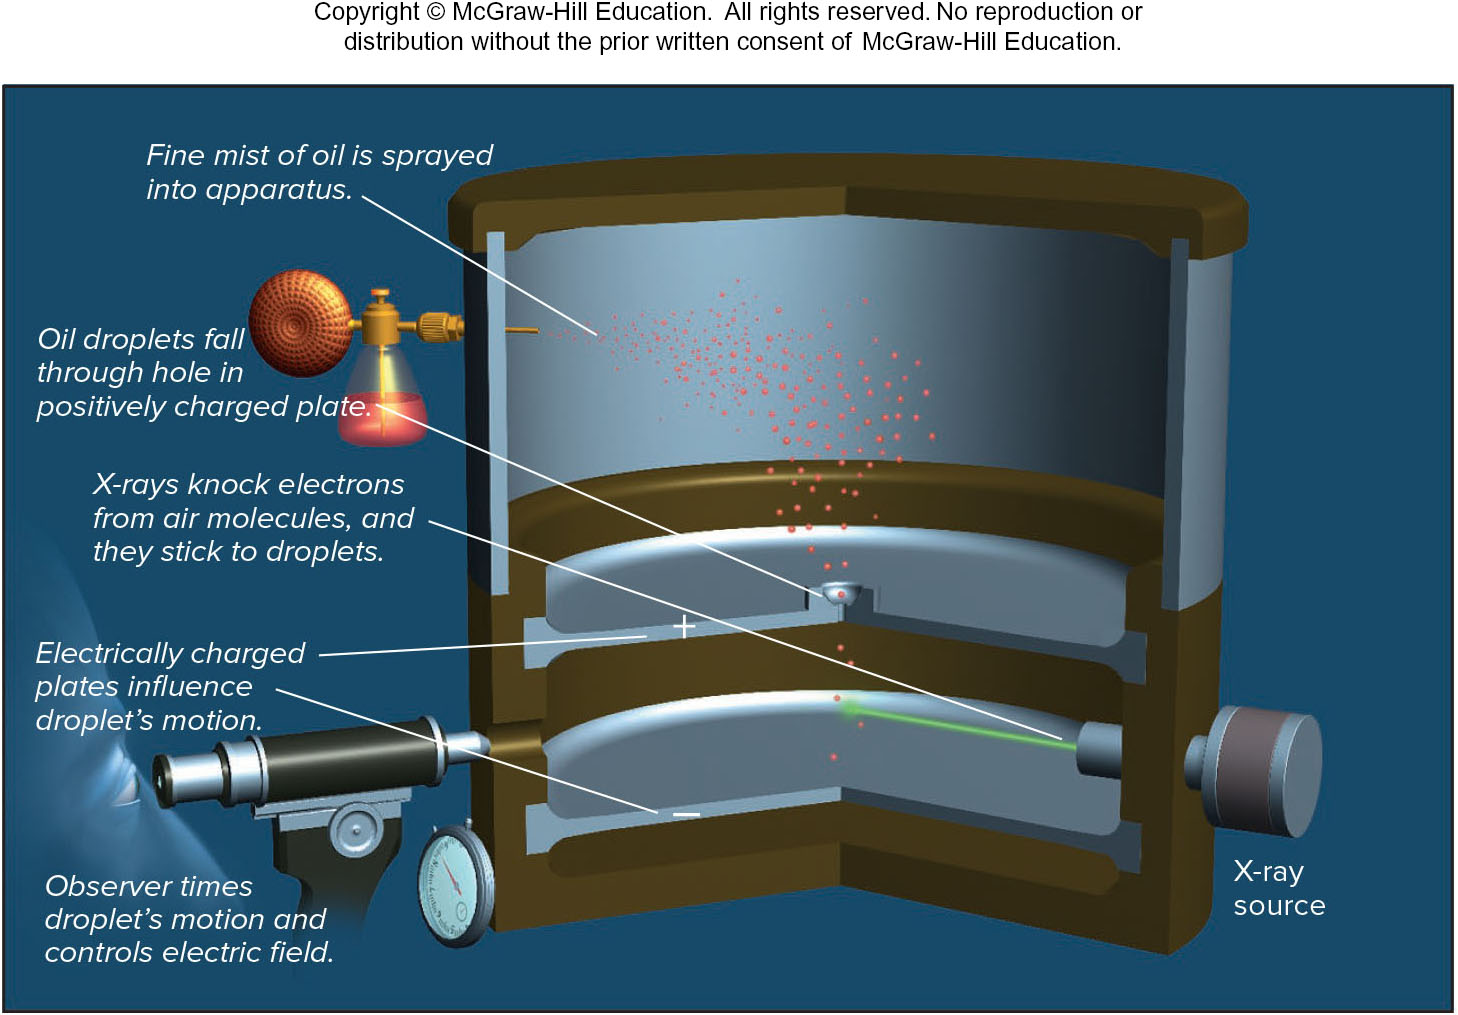 Copyright © McGraw-Hill Education. All rights reserved. No reproduction or
distribution without the prior written consent of McGraw-Hill Education.
Fine mist of oil is sprayed
into apparatus.
Oil droplets fall
through hole in
positively charged plate.
X-rays knock electrons
from air molecules, and
they stick to droplets.
+
Electrically charged
plates influence
droplet's motion.
−
Observer times
droplet's motion and
controls electric field.
X-ray
source